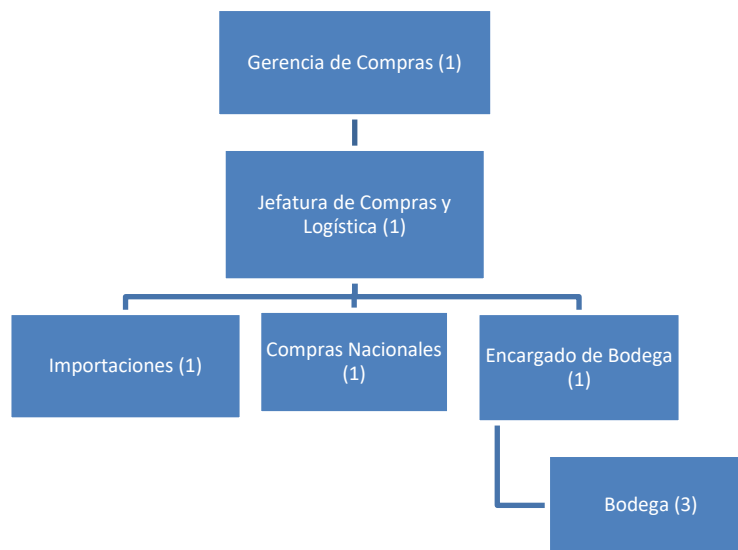 Gerencia de Compras (1)
Jefatura de Compras y
Logística (1)
Importaciones (1)
Compras Nacionales
(1)
Encargado de Bodega
(1)
Bodega (3)